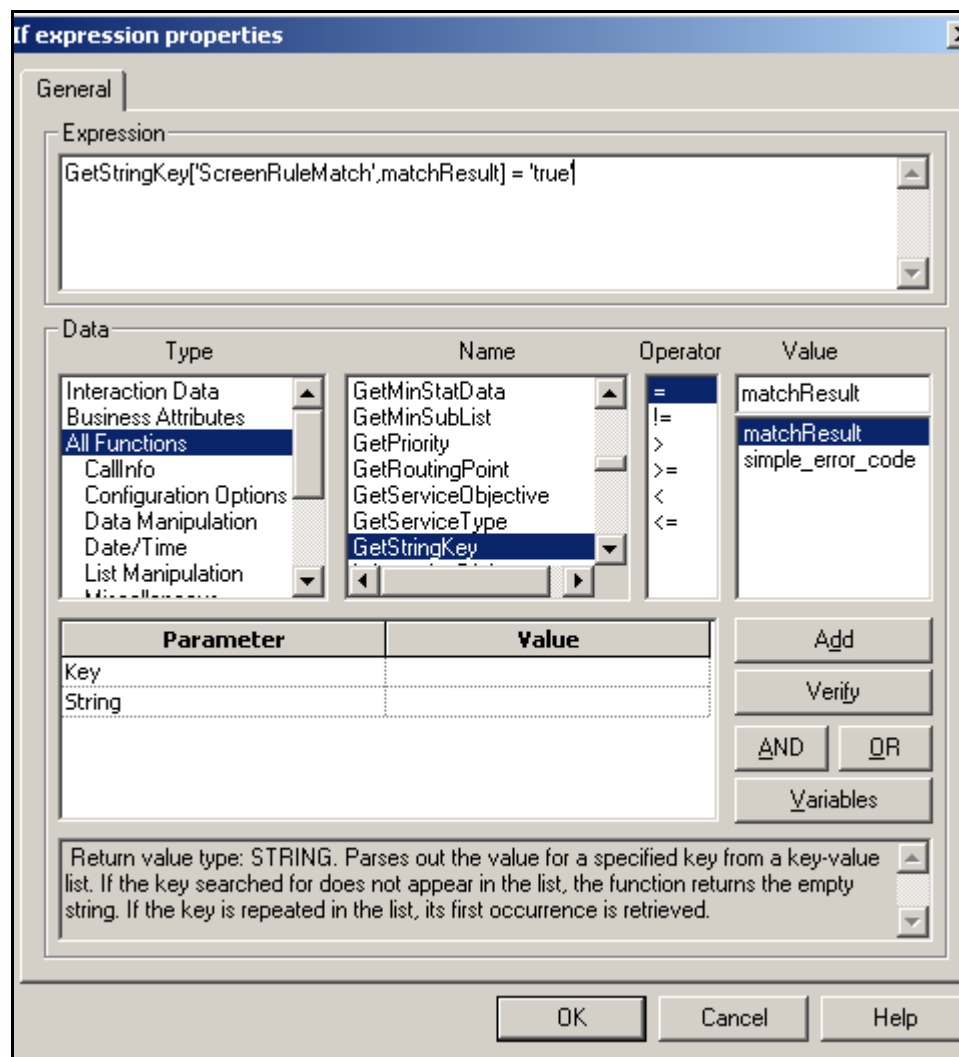 If expression properties
General
Expression
GetStringKey['ScreenRuleMatch',matchResult] = 'true'
Data
Type Name Operator Value
Interaction Data GetMinStatData = matchResult
Business Attributes GetMinSubList != matchResult
All Functions GetPriority > simple_error_code
CallInfo GetRoutingPoint >=
Configuration Options GetServiceObjective <
Data Manipulation GetServiceType <=
Date/Time GetStringKey
List Manipulation
Parameter Value Add
Key
String Verify
AND OR
Variables
Return value type: STRING. Parses out the value for a specified key from a key-value
list. If the key searched for does not appear in the list, the function returns the empty
string. If the key is repeated in the list, its first occurrence is retrieved.
OK Cancel Help